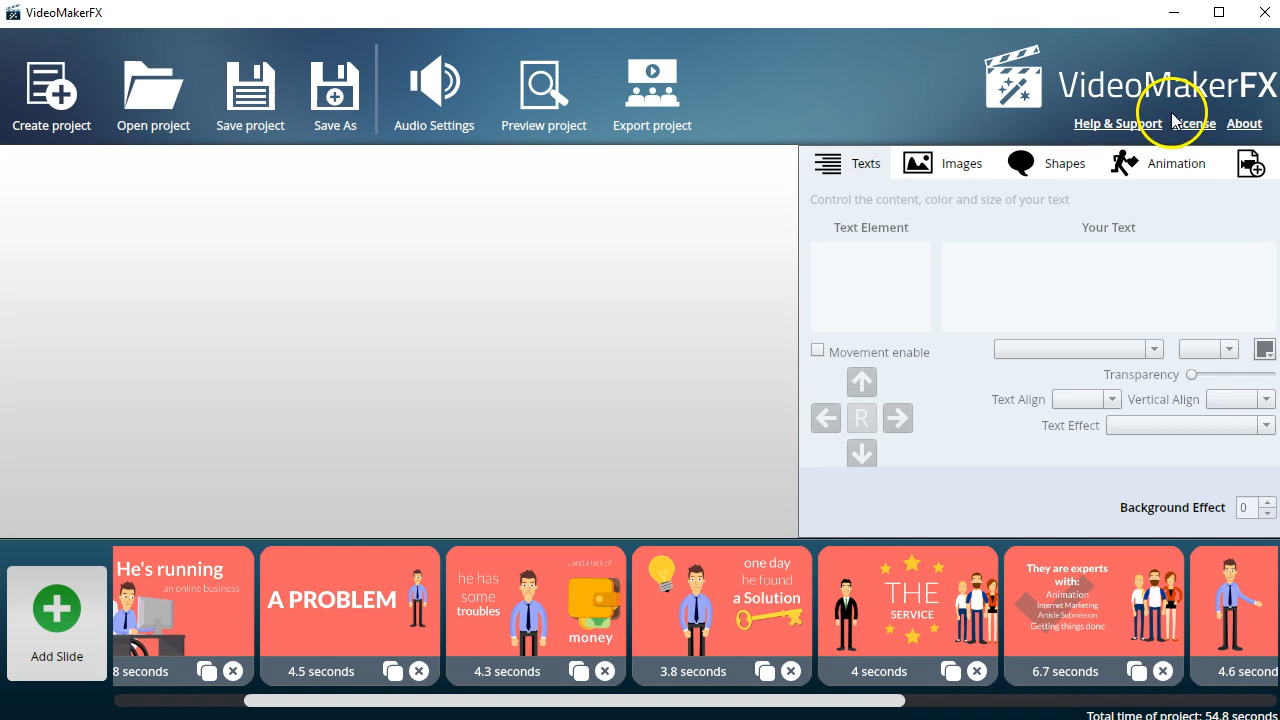 VideoMakerFX
Create project
Open project
Save project
Save As
Audio Settings
Preview project
Export project
VideoMakerFX
Help & Support
License
About
Texts
Images
Shapes
Animation
Control the content, color and size of your text
Text Element
Your Text
Movement enable
R
Transparency
Text Align
Vertical Align
Text Effect
Background Effect
0
Add Slide
He's running
an online business
8 seconds
A PROBLEM
4.5 seconds
he has
some
troubles
...and a lack of
money
4.3 seconds
one day
he found
a Solution
3.8 seconds
THE
SERVICE
4 seconds
They are experts
with:
Animation
Internet Marketing
Article Submission
Getting things done
6.7 seconds
4.6 second
Total time of project: 54.8 seconds